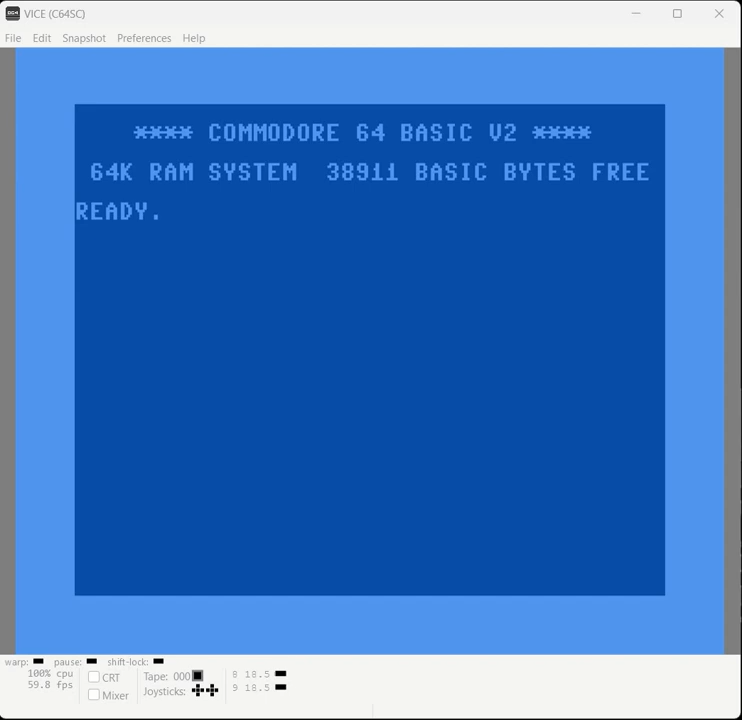 VICE (C64SC)
File Edit Snapshot Preferences Help
**** COMMODORE 64 BASIC V2 ****
64K RAM SYSTEM 38911 BASIC BYTES FREE
READY.
warp: pause: shift-lock:
100% cpu
59.8 fps
CRT
Mixer
Tape: 000
Joysticks:
8 18.5
9 18.5